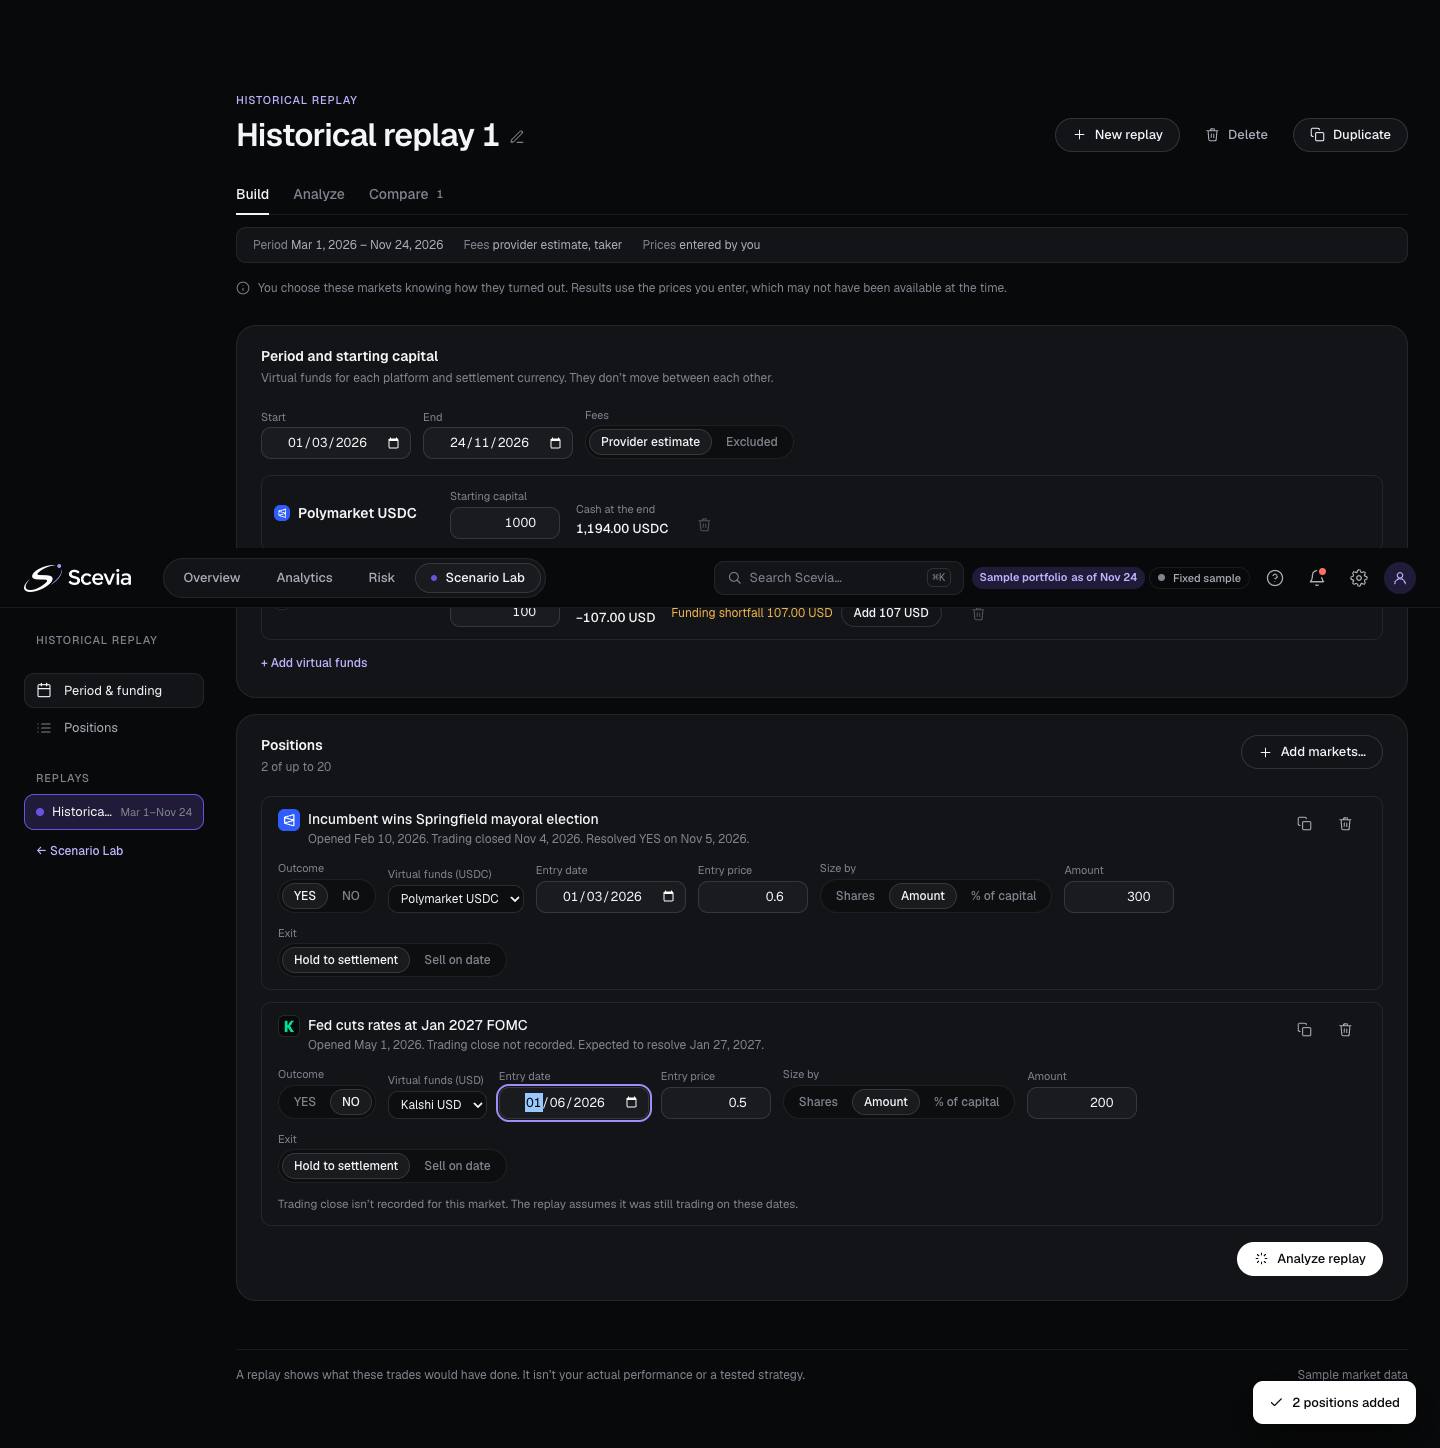 HISTORICAL REPLAY
Historical replay 1
New replay
Delete
Duplicate
Build
Analyze
Compare 1
Period Mar 1, 2026 – Nov 24, 2026
Fees provider estimate, taker
Prices entered by you
You choose these markets knowing how they turned out. Results use the prices you enter, which may not have been available at the time.
Period and starting capital
Virtual funds for each platform and settlement currency. They don't move between each other.
Start
End
Fees
01/03/2026
24/11/2026
Provider estimate
Excluded
Polymarket USDC
Starting capital
1000
Cash at the end
1,194.00 USDC
Scevia
Overview
Analytics
Risk
Scenario Lab
Search Scevia…
⌘K
Sample portfolio as of Nov 24
Fixed sample
100
−107.00 USD
Funding shortfall 107.00 USD
Add 107 USD
+ Add virtual funds
HISTORICAL REPLAY
Period & funding
Positions
REPLAYS
Historica… Mar 1–Nov 24
← Scenario Lab
Positions
2 of up to 20
Add markets…
Incumbent wins Springfield mayoral election
Opened Feb 10, 2026. Trading closed Nov 4, 2026. Resolved YES on Nov 5, 2026.
Outcome
Virtual funds (USDC)
Entry date
Entry price
Size by
Amount
YES
NO
Polymarket USDC
01/03/2026
0.6
Shares
Amount
% of capital
300
Exit
Hold to settlement
Sell on date
Fed cuts rates at Jan 2027 FOMC
Opened May 1, 2026. Trading close not recorded. Expected to resolve Jan 27, 2027.
Outcome
Virtual funds (USD)
Entry date
Entry price
Size by
Amount
YES
NO
Kalshi USD
01/06/2026
0.5
Shares
Amount
% of capital
200
Exit
Hold to settlement
Sell on date
Trading close isn't recorded for this market. The replay assumes it was still trading on these dates.
Analyze replay
A replay shows what these trades would have done. It isn't your actual performance or a tested strategy.
Sample market data
2 positions added